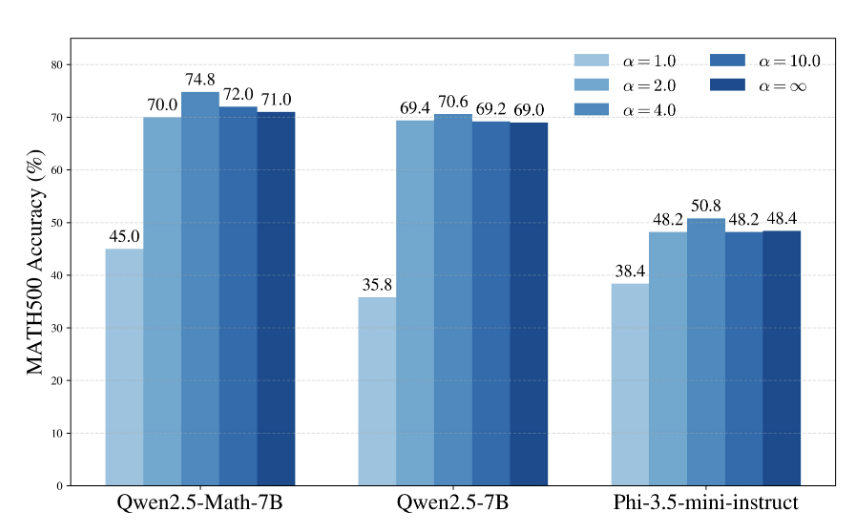 MATH500 Accuracy (%)
80
70
60
50
40
30
20
10
0
α = 1.0
α = 2.0
α = 4.0
α = 10.0
α = ∞
45.0
70.0
74.8
72.0
71.0
35.8
69.4
70.6
69.2
69.0
38.4
48.2
50.8
48.2
48.4
Qwen2.5-Math-7B
Qwen2.5-7B
Phi-3.5-mini-instruct